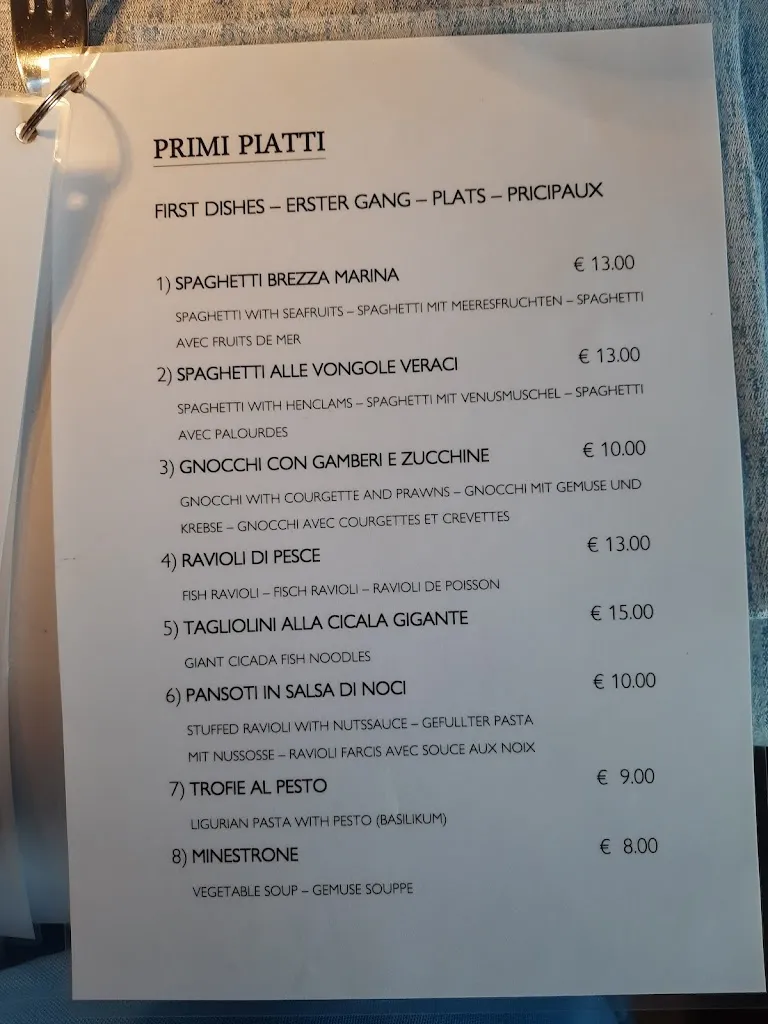 PRIMI PIATTI
FIRST DISHES – ERSTER GANG – PLATS – PRICIPAUX
1) SPAGHETTI BREZZA MARINA € 13.00
SPAGHETTI WITH SEAFRUITS – SPAGHETTI MIT MEERESFRUCHTEN – SPAGHETTI
AVEC FRUITS DE MER
2) SPAGHETTI ALLE VONGOLE VERACI € 13.00
SPAGHETTI WITH HENCLAMS – SPAGHETTI MIT VENUSMUSCHEL – SPAGHETTI
AVEC PALOURDES
3) GNOCCHI CON GAMBERI E ZUCCHINE € 10.00
GNOCCHI WITH COURGETTE AND PRAWNS – GNOCCHI MIT GEMUSE UND
KREBSE – GNOCCHI AVEC COURGETTES ET CREVETTES
4) RAVIOLI DI PESCE € 13.00
FISH RAVIOLI – FISCH RAVIOLI – RAVIOLI DE POISSON
5) TAGLIOLINI ALLA CICALA GIGANTE € 15.00
GIANT CICADA FISH NOODLES
6) PANSOTI IN SALSA DI NOCI € 10.00
STUFFED RAVIOLI WITH NUTSSAUCE – GEFULLTER PASTA
MIT NUSSOSSE – RAVIOLI FARCIS AVEC SOUCE AUX NOIX
7) TROFIE AL PESTO € 9.00
LIGURIAN PASTA WITH PESTO (BASILIKUM)
8) MINESTRONE € 8.00
VEGETABLE SOUP – GEMUSE SOUPPE